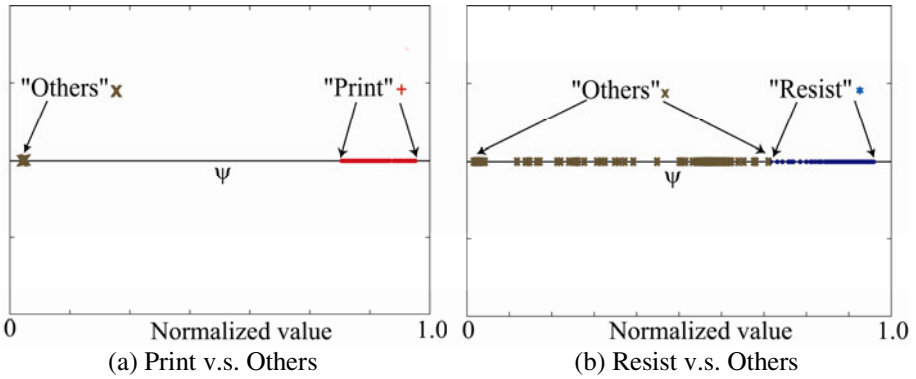 "Others" x
"Print" +
ψ
0
Normalized value
1.0
(a) Print v.s. Others
"Others" x
"Resist" *
ψ
0
Normalized value
1.0
(b) Resist v.s. Others